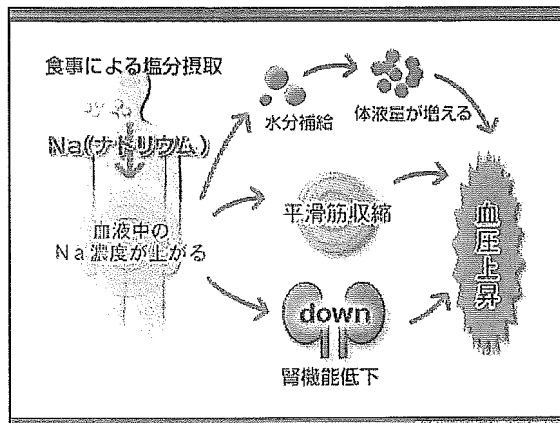 食事による塩分摂取
Na(ナトリウム)
血液中の
Na濃度が上がる
水分補給
体液量が増える
平滑筋収縮
down
腎機能低下
血圧上昇